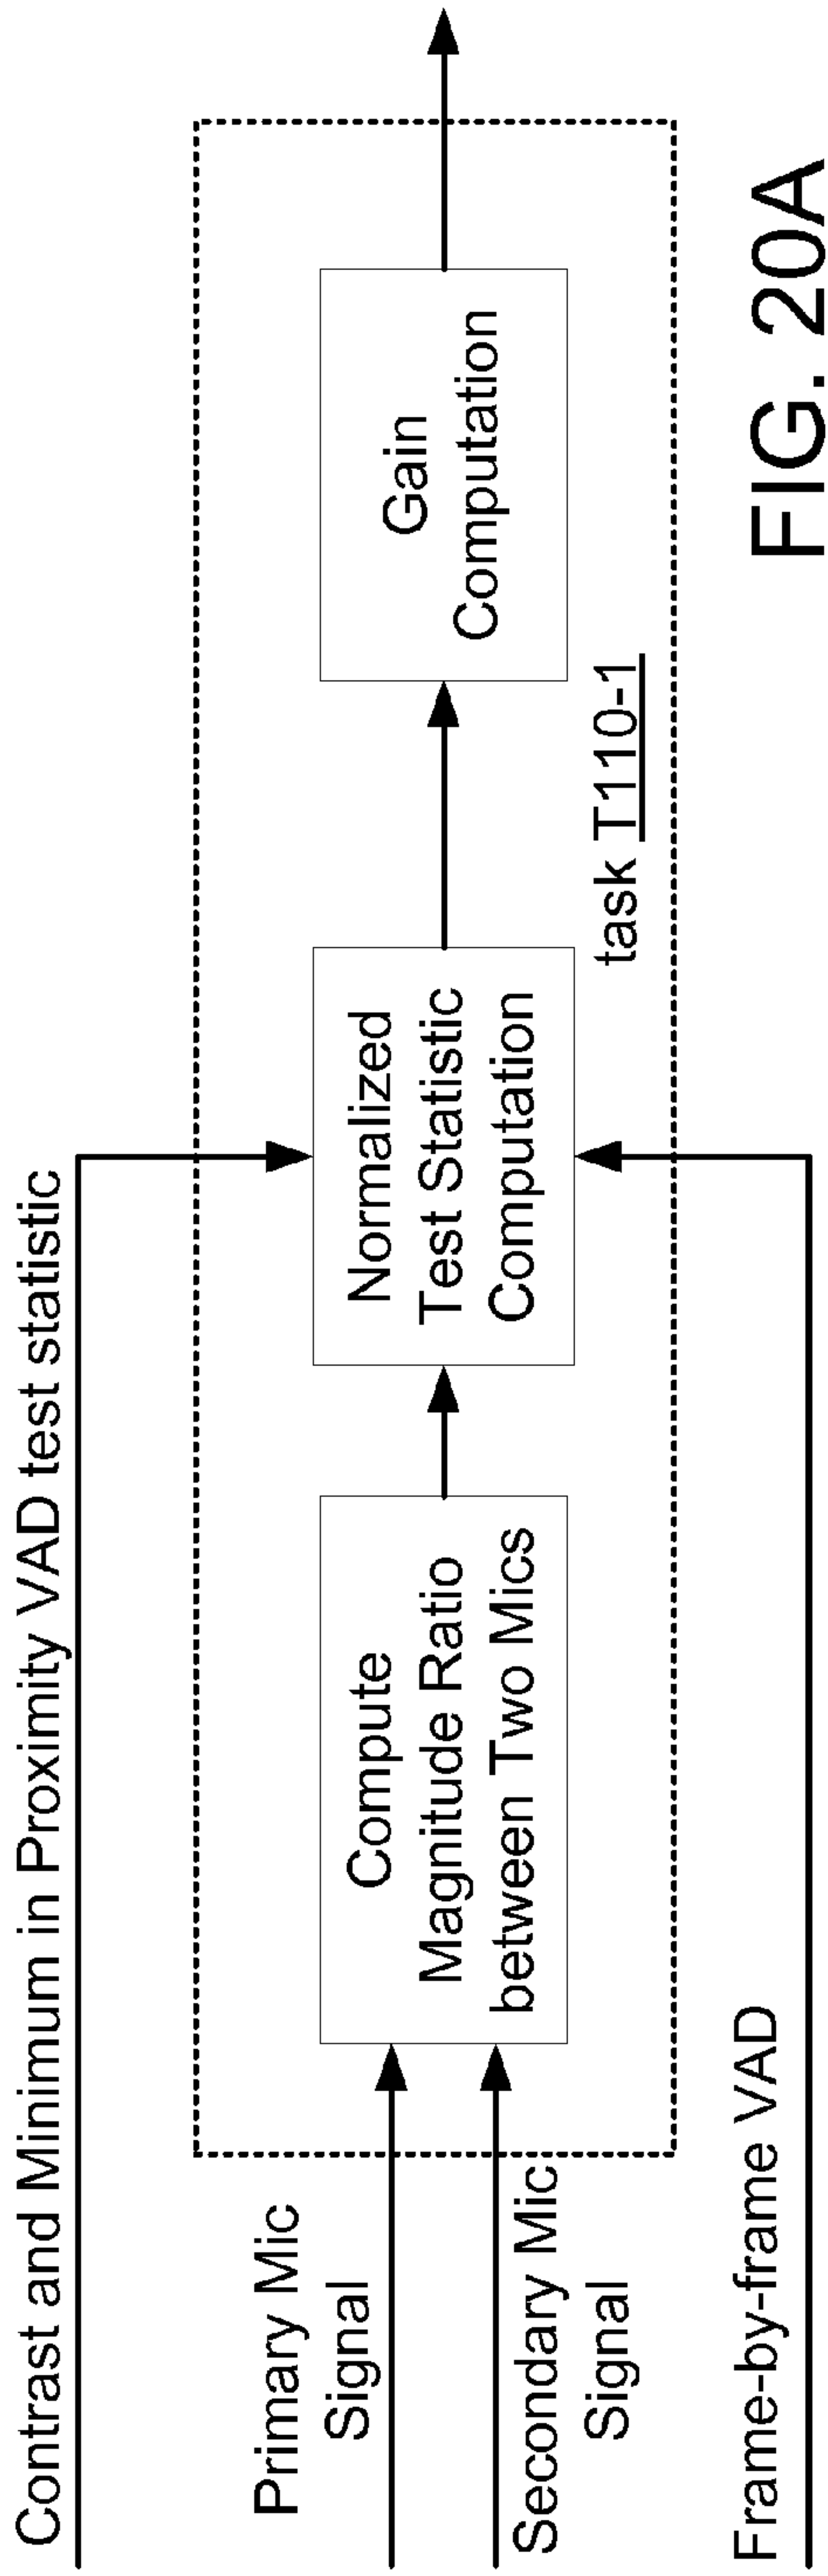 Contrast and Minimum in Proximity VAD test statistic
Primary Mic
Signal
Secondary Mic
Signal
Compute
Magnitude Ratio
between Two Mics
Normalized
Test Statistic
Computation
Gain
Computation
task T110-1
Frame-by-frame VAD
FIG. 20A